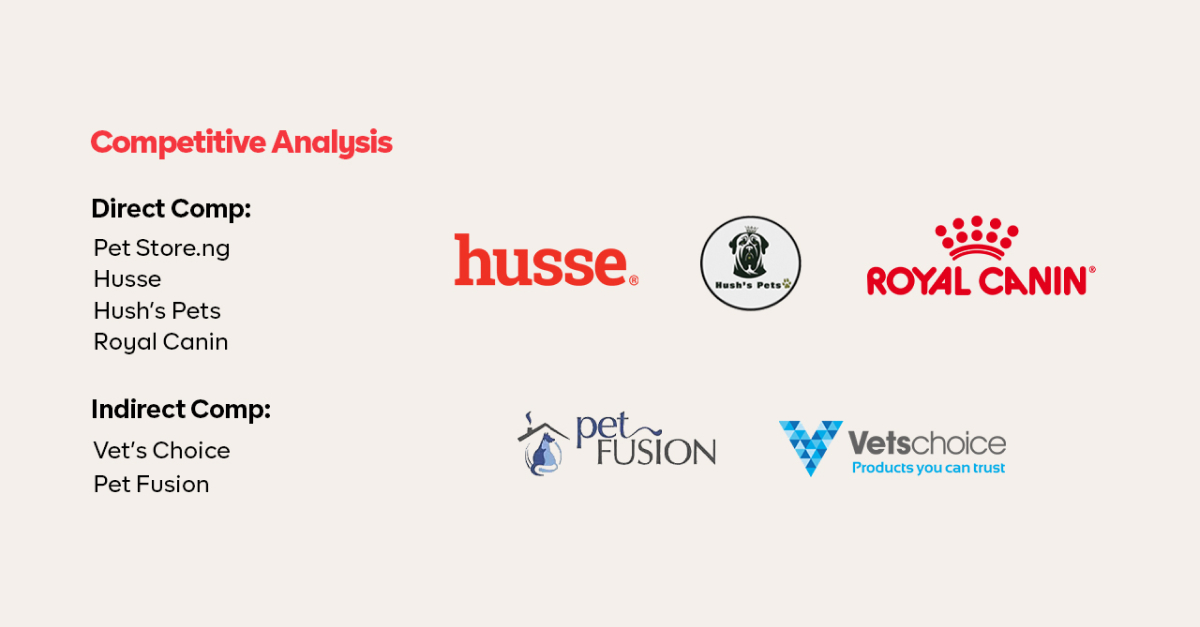 Competitive Analysis
Direct Comp:
Pet Store.ng
Husse
Hush's Pets
Royal Canin
Indirect Comp:
Vet's Choice
Pet Fusion
husse®
Hush's Pets
ROYAL CANIN®
pet
FUSION
Vetschoice
Products you can trust